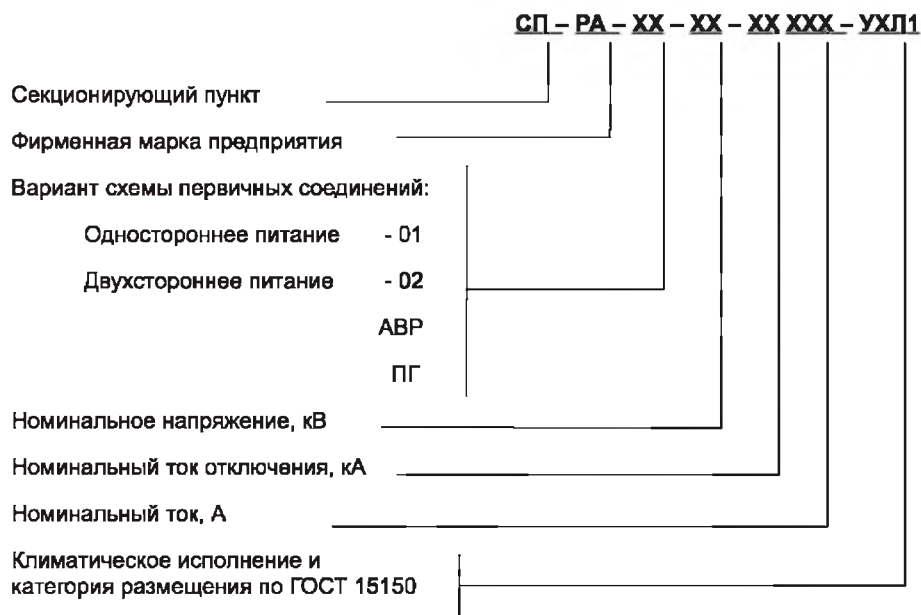 СП – РА – ХХ – ХХ – ХХ ХХХ – УХЛ1
Секционирующий пункт
Фирменная марка предприятия
Вариант схемы первичных соединений:
Одностороннее питание - 01
Двухстороннее питание - 02
АВР
ПГ
Номинальное напряжение, кВ
Номинальный ток отключения, кА
Номинальный ток, А
Климатическое исполнение и
категория размещения по ГОСТ 15150